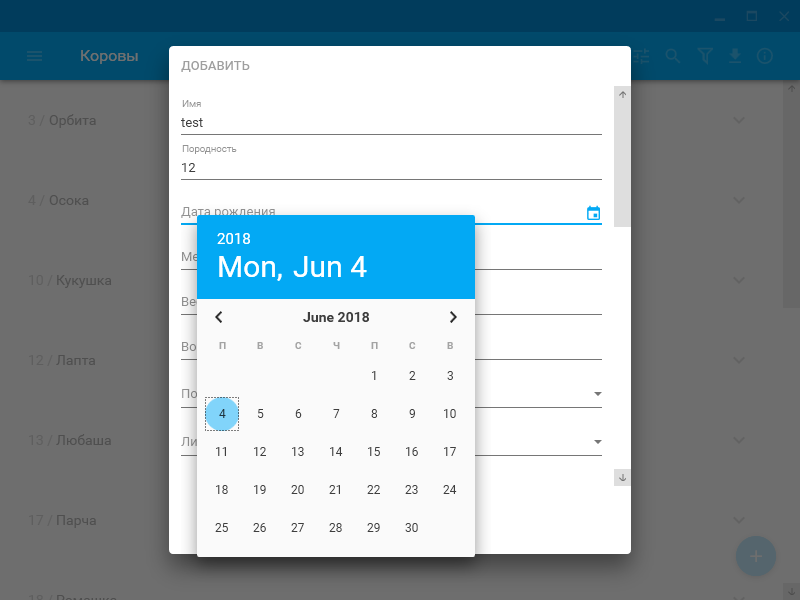 Коровы
ДОБАВИТЬ
3 / Орбита
4 / Осока
10 / Кукушка
12 / Лапта
13 / Любаша
17 / Парча
18 / Ромашка
Имя
test
Породность
12
Дата рождения
Ме
Ве
Во
По
Ли
2018
Mon, Jun 4
June 2018
П В С Ч П С В
1 2 3
4 5 6 7 8 9 10
11 12 13 14 15 16 17
18 19 20 21 22 23 24
25 26 27 28 29 30